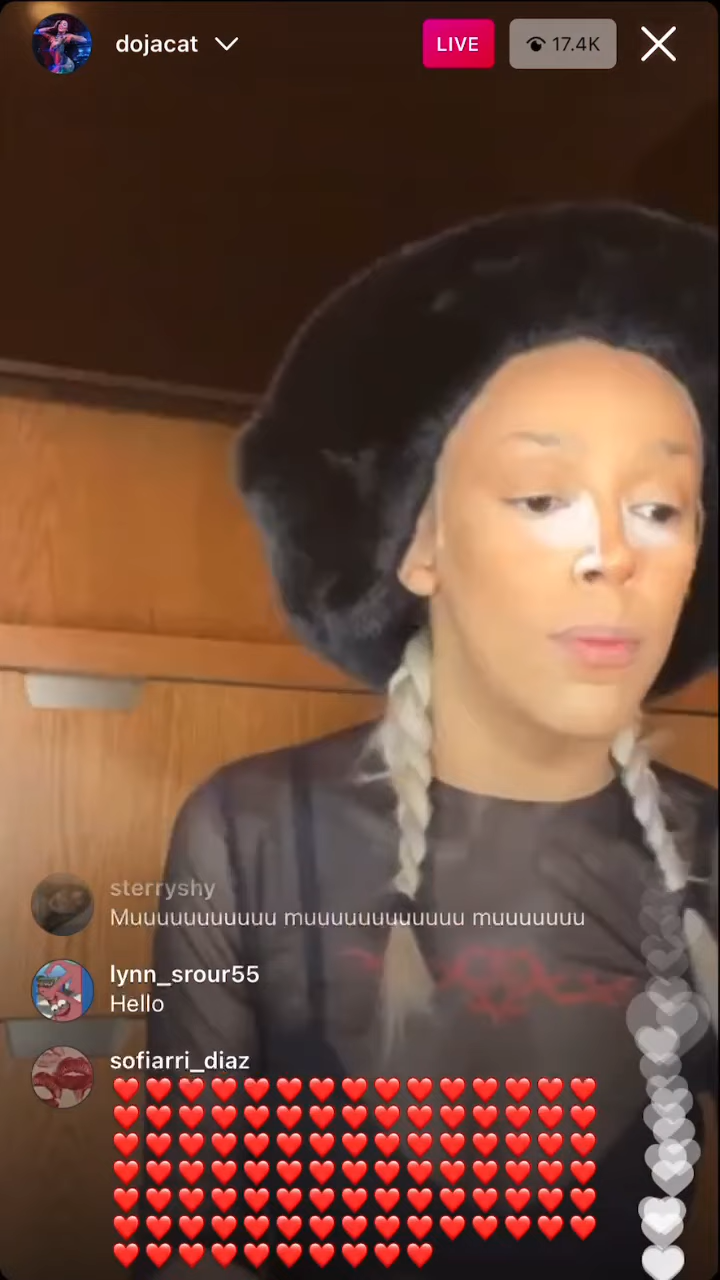 dojacat
LIVE
17.4K
sterryshy
Muuuuuuuuuuu muuuuuuuuuuuu muuuuuuu
lynn_srour55
Hello
sofiarri_diaz
❤️❤️❤️❤️❤️❤️❤️❤️❤️❤️❤️❤️❤️❤️❤️
❤️❤️❤️❤️❤️❤️❤️❤️❤️❤️❤️❤️❤️❤️❤️
❤️❤️❤️❤️❤️❤️❤️❤️❤️❤️❤️❤️❤️❤️❤️
❤️❤️❤️❤️❤️❤️❤️❤️❤️❤️❤️❤️❤️❤️❤️
❤️❤️❤️❤️❤️❤️❤️❤️❤️❤️❤️❤️❤️❤️❤️
❤️❤️❤️❤️❤️❤️❤️❤️❤️❤️❤️❤️❤️❤️❤️
❤️❤️❤️❤️❤️❤️❤️❤️❤️❤️